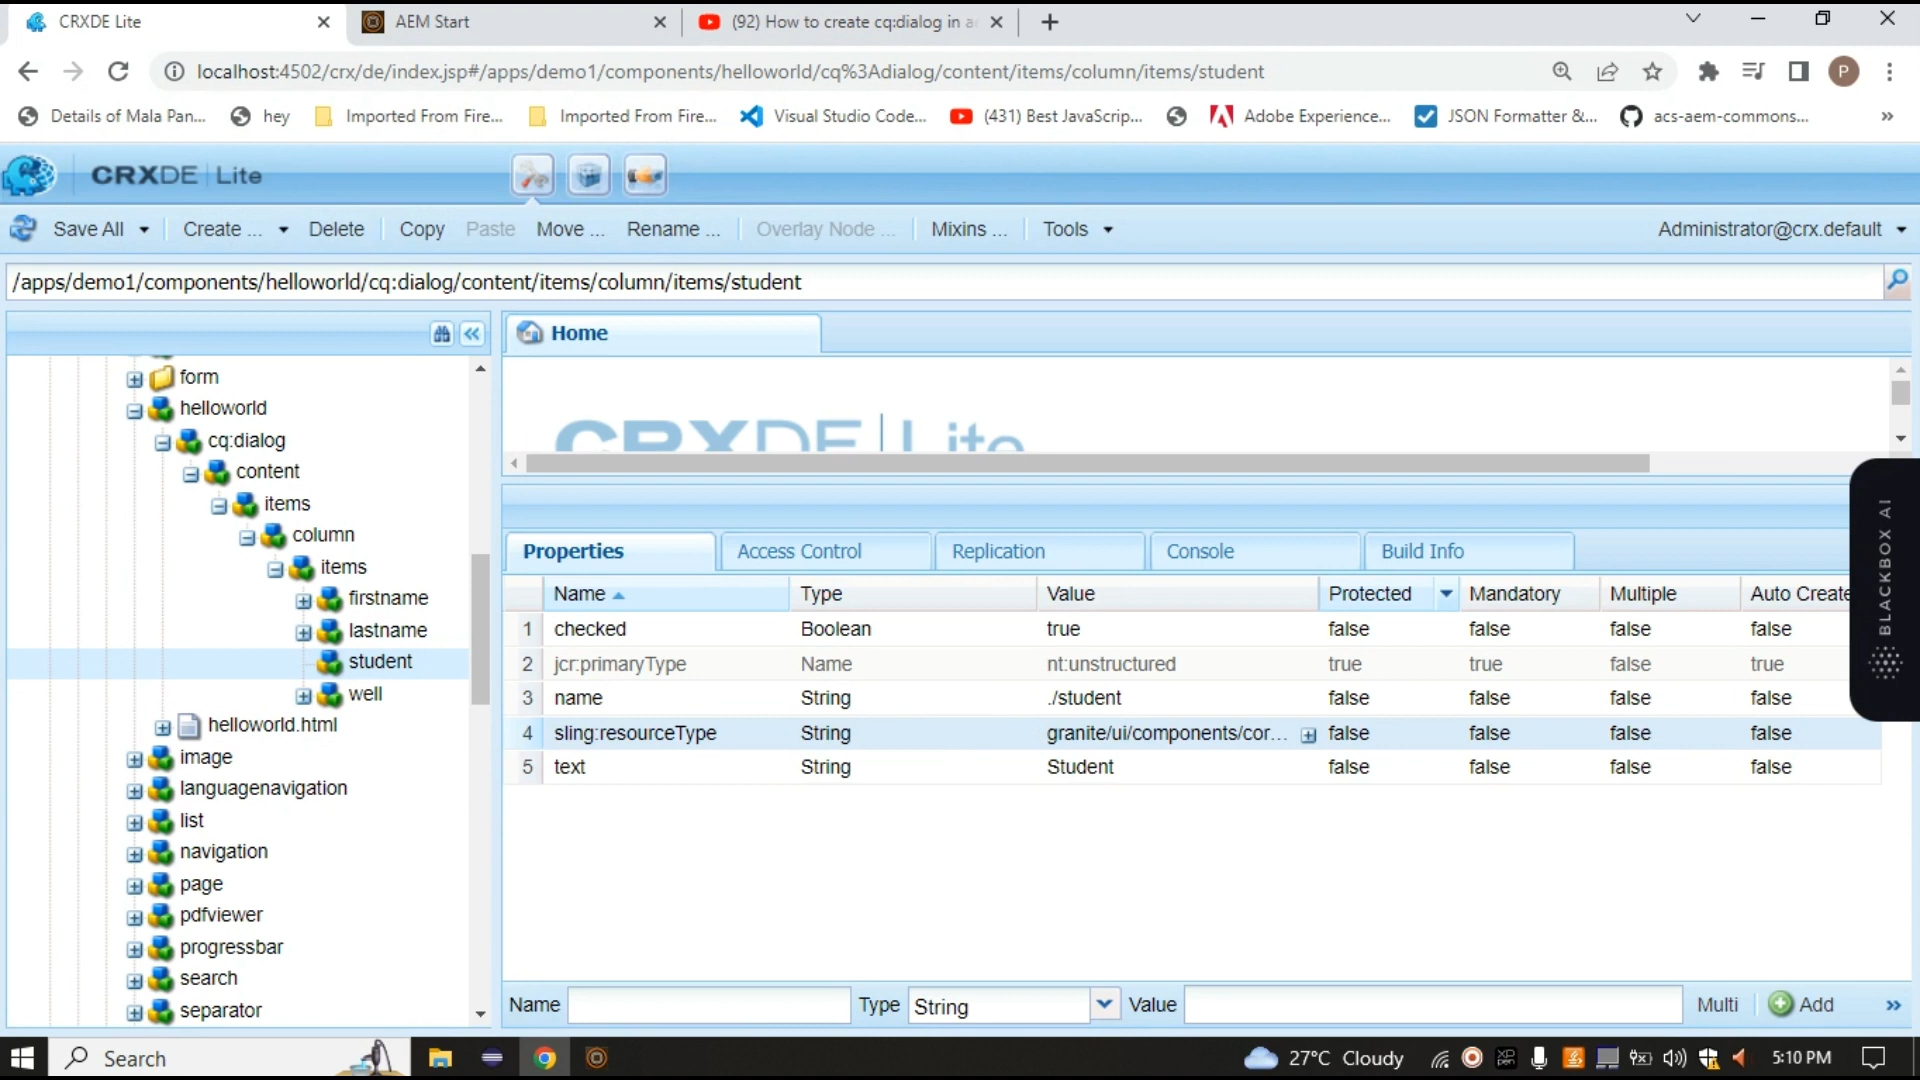 CRXDE Lite
AEM Start
(92) How to create cq:dialog in a
localhost:4502/crx/de/index.jsp#/apps/demo1/components/helloworld/cq%3Adialog/content/items/column/items/student
P
Details of Mala Pan...
hey
Imported From Fire...
Imported From Fire...
Visual Studio Code...
(431) Best JavaScrip...
Adobe Experience...
JSON Formatter &...
acs-aem-commons...
»
CRXDE | Lite
Save All
Create ...
Delete
Copy
Paste
Move ...
Rename ...
Overlay Node ...
Mixins ...
Tools
Administrator@crx.default
/apps/demo1/components/helloworld/cq:dialog/content/items/column/items/student
Home
form
helloworld
cq:dialog
content
items
column
items
firstname
lastname
student
well
helloworld.html
image
languagenavigation
list
navigation
page
pdfviewer
progressbar
search
separator
CRXDE | Lite
BLACKBOX AI
Properties
Access Control
Replication
Console
Build Info
Name Type Value Protected Mandatory Multiple Auto Create
1 checked Boolean true false false false false
2 jcr:primaryType Name nt:unstructured true true false true
3 name String ./student false false false false
4 sling:resourceType String granite/ui/components/cor... false false false false
5 text String Student false false false false
Name Type String Value Multi Add »
Search
27°C Cloudy
5:10 PM